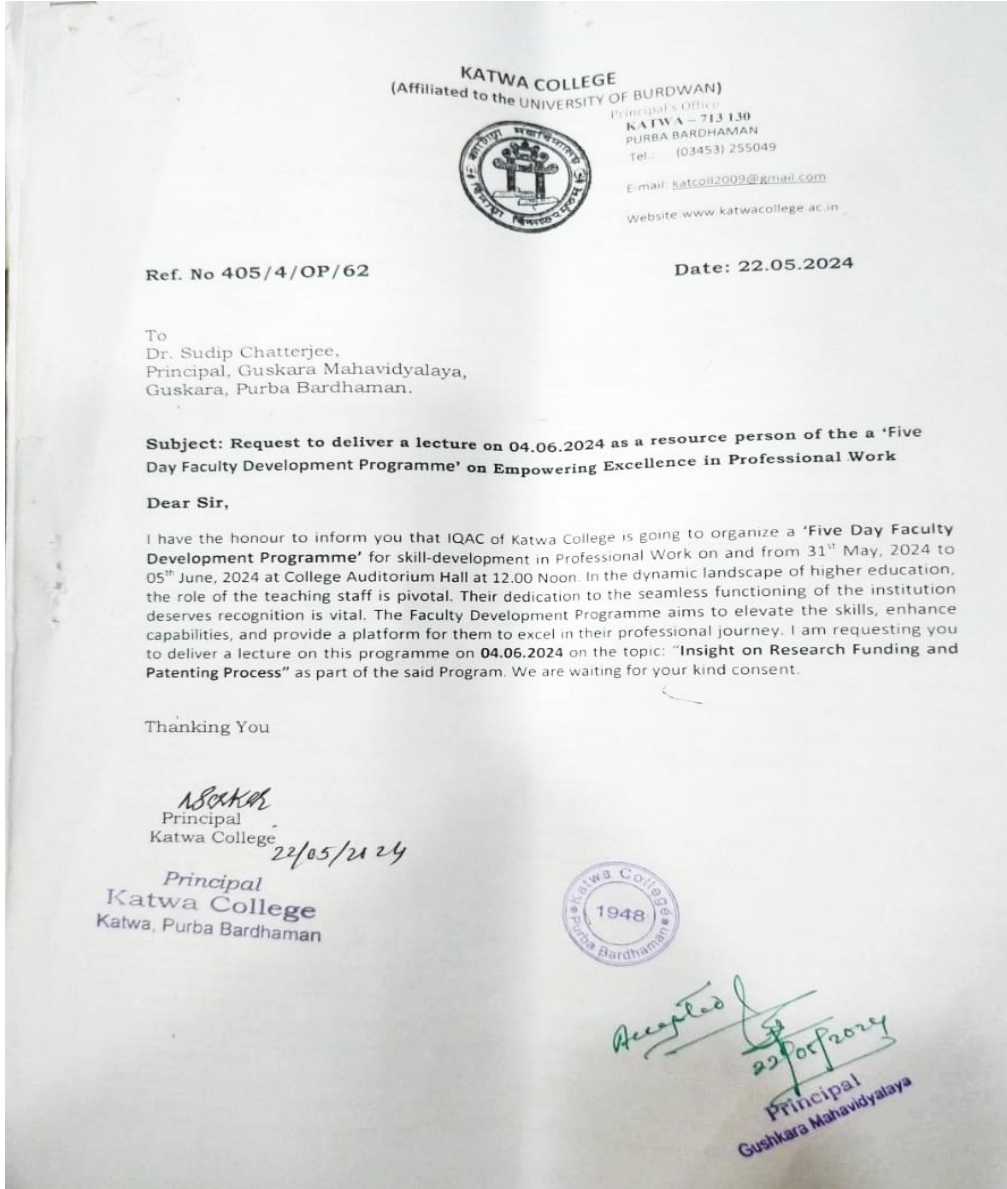 KATWA COLLEGE
(Affiliated to the UNIVERSITY OF BURDWAN)
Principal's Office
KATWA – 713 130
PURBA BARDHAMAN
Tel.: (03453) 255049
E-mail: katcoll2009@gmail.com
Website:www.katwacollege.ac.in
Ref. No 405/4/OP/62
Date: 22.05.2024
To
Dr. Sudip Chatterjee,
Principal, Guskara Mahavidyalaya,
Guskara, Purba Bardhaman.
Subject: Request to deliver a lecture on 04.06.2024 as a resource person of the a 'Five
Day Faculty Development Programme' on Empowering Excellence in Professional Work
Dear Sir,
I have the honour to inform you that IQAC of Katwa College is going to organize a 'Five Day Faculty
Development Programme' for skill-development in Professional Work on and from 31st May, 2024 to
05th June, 2024 at College Auditorium Hall at 12.00 Noon. In the dynamic landscape of higher education,
the role of the teaching staff is pivotal. Their dedication to the seamless functioning of the institution
deserves recognition is vital. The Faculty Development Programme aims to elevate the skills, enhance
capabilities, and provide a platform for them to excel in their professional journey. I am requesting you
to deliver a lecture on this programme on 04.06.2024 on the topic: "Insight on Research Funding and
Patenting Process" as part of the said Program. We are waiting for your kind consent.
Thanking You
Principal
Katwa College
22/05/2024
Principal
Katwa College
Katwa, Purba Bardhaman
Katwa College
1948
Purba Bardhaman
Accepted
22/05/2024
Principal
Gushkara Mahavidyalaya